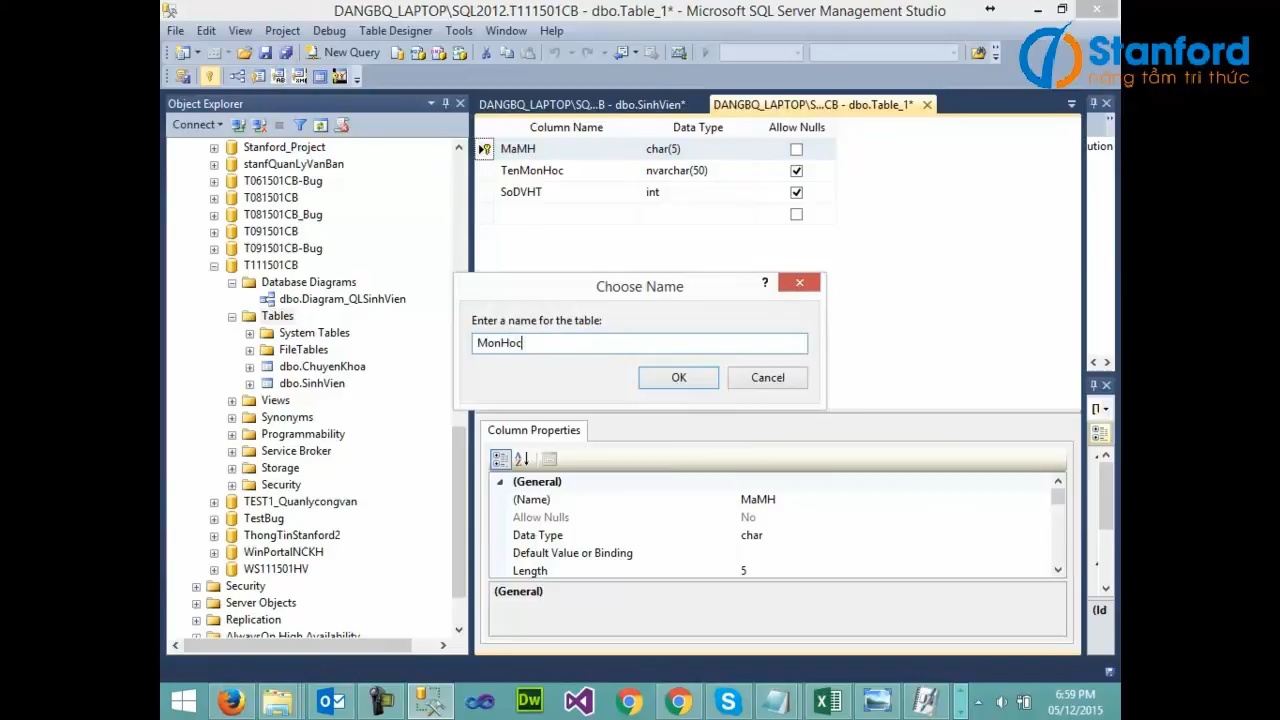 DANGBQ_LAPTOP\SQL2012.T111501CB - dbo.Table_1* - Microsoft SQL Server Management Studio
File Edit View Project Debug Table Designer Tools Window Help
New Query
Stanford
nâng tầm tri thức
Object Explorer
Connect
Stanford_Project
stanfQuanLyVanBan
T061501CB-Bug
T081501CB
T081501CB_Bug
T091501CB
T091501CB-Bug
T111501CB
Database Diagrams
dbo.Diagram_QLSinhVien
Tables
System Tables
FileTables
dbo.ChuyenKhoa
dbo.SinhVien
Views
Synonyms
Programmability
Service Broker
Storage
Security
TEST1_Quanlycongvan
TestBug
ThongTinStanford2
WinPortalNCKH
WS111501HV
Security
Server Objects
Replication
AlwaysOn High Availability
DANGBQ_LAPTOP\SQ...B - dbo.SinhVien* DANGBQ_LAPTOP\S...CB - dbo.Table_1*
Column Name Data Type Allow Nulls
MaMH char(5)
TenMonHoc nvarchar(50)
SoDVHT int
Choose Name
?
Enter a name for the table:
MonHoc
OK Cancel
Column Properties
(General)
(Name) MaMH
Allow Nulls No
Data Type char
Default Value or Binding
Length 5
(General)
ution
(Id
6:59 PM
05/12/2015